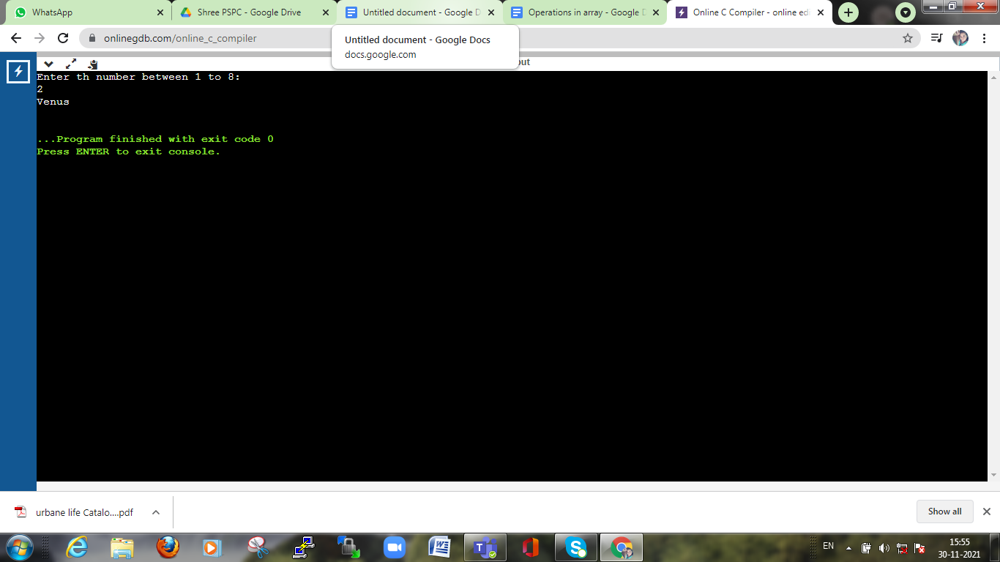 WhatsApp
Shree PSPC - Google Drive
Untitled document - Google D
Operations in array - Google D
Online C Compiler - online edi
onlinegdb.com/online_c_compiler
Untitled document - Google Docs
docs.google.com
out
Enter th number between 1 to 8:
2
Venus
...Program finished with exit code 0
Press ENTER to exit console.
urbane life Catalo....pdf
Show all
EN
15:55
30-11-2021